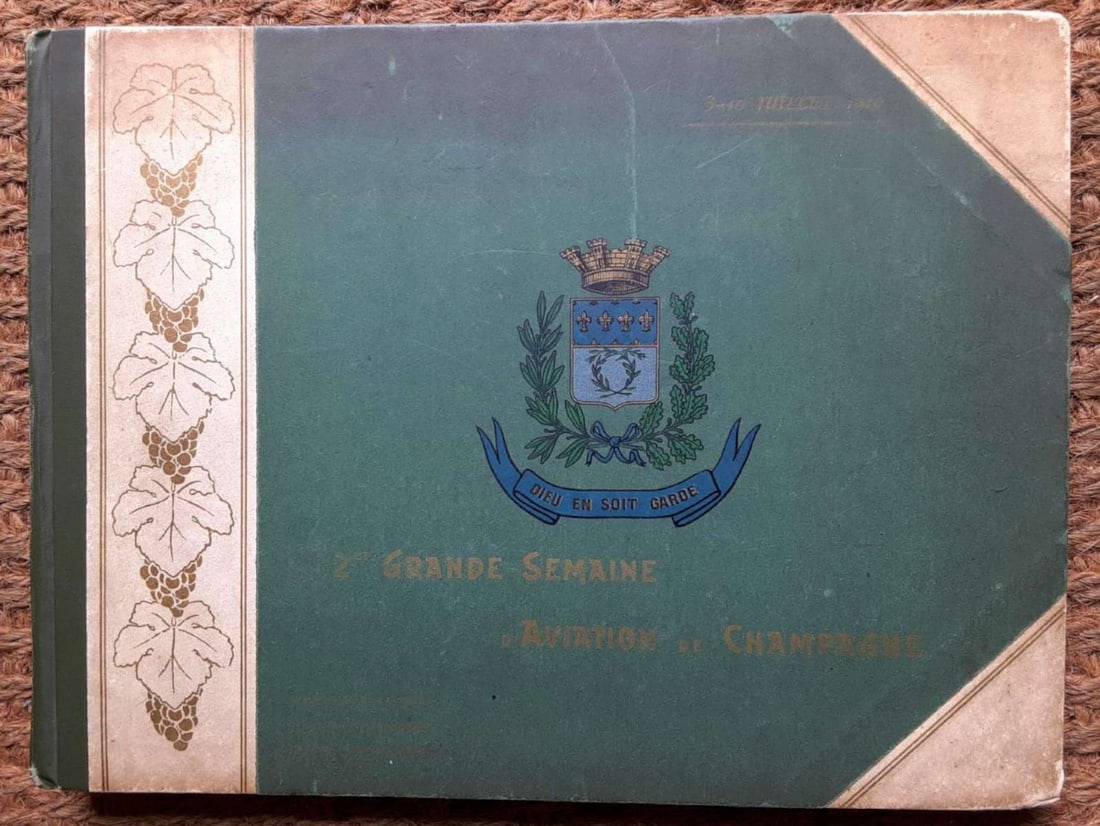 3-10 JUILLET 1910
DIEU EN SOIT GARDE
2me GRANDE SEMAINE
D'AVIATION DE CHAMPAGNE